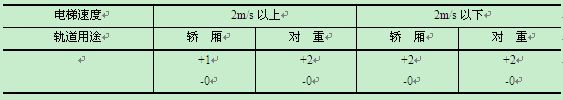 电梯速度 2m/s 以上 2m/s 以下
轨道用途 轿 厢 对 重 轿 厢 对 重
+1 +2 +2 +2
-0 -0 -0 -0